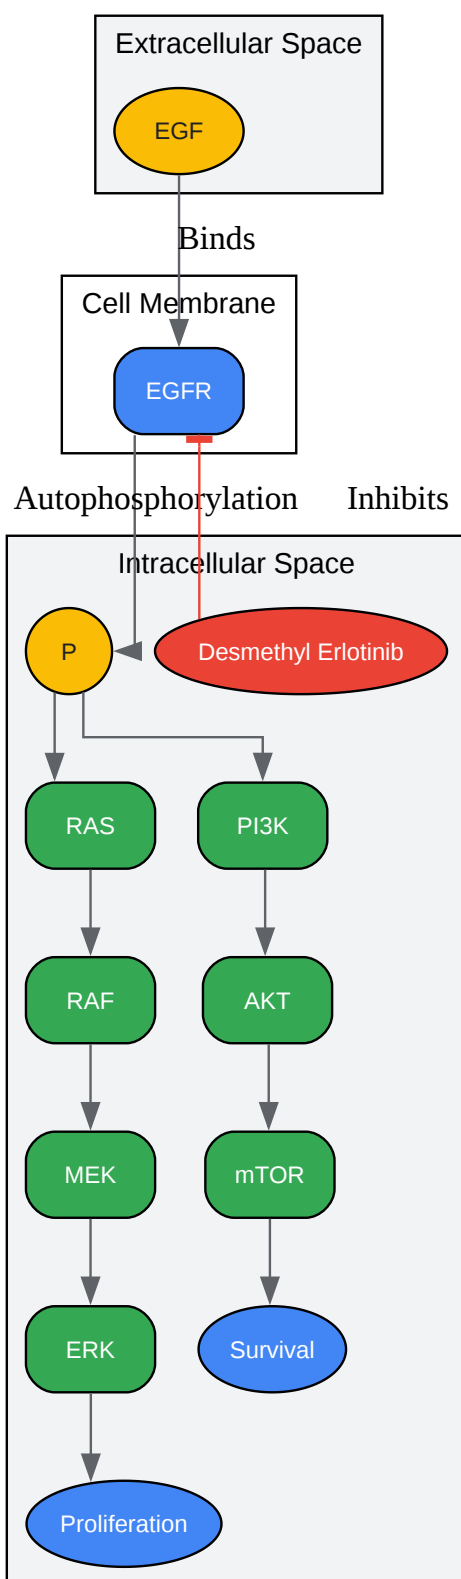 Extracellular Space
EGF
Binds
Cell Membrane
EGFR
Autophosphorylation
Inhibits
Intracellular Space
P
Desmethyl Erlotinib
RAS
PI3K
RAF
AKT
MEK
mTOR
ERK
Survival
Proliferation